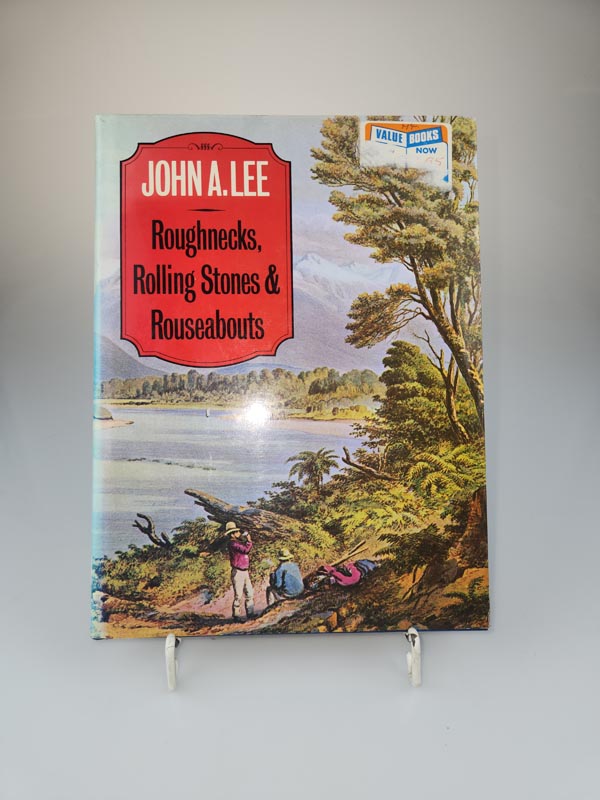 JOHN A. LEE
Roughnecks,
Rolling Stones &
Rouseabouts
VALUE BOOKS
NOW